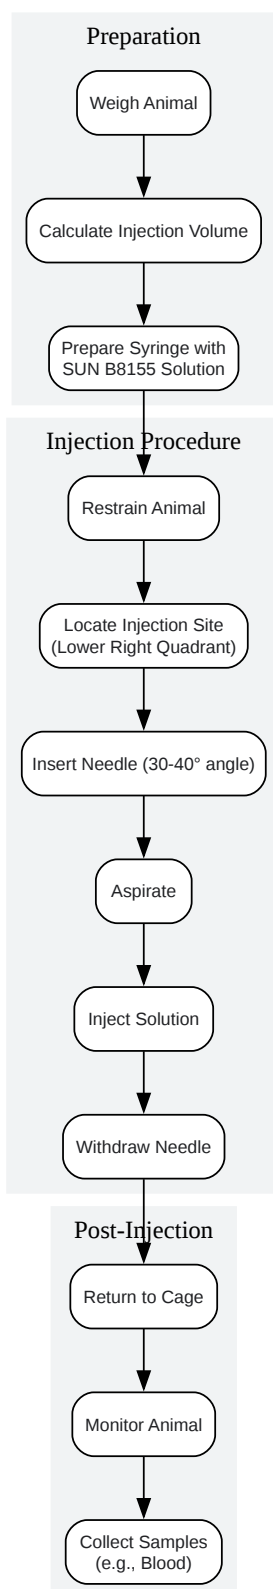 Preparation
Weigh Animal
Calculate Injection Volume
Prepare Syringe with
SUN B8155 Solution
Injection Procedure
Restrain Animal
Locate Injection Site
(Lower Right Quadrant)
Insert Needle (30-40° angle)
Aspirate
Inject Solution
Withdraw Needle
Post-Injection
Return to Cage
Monitor Animal
Collect Samples
(e.g., Blood)